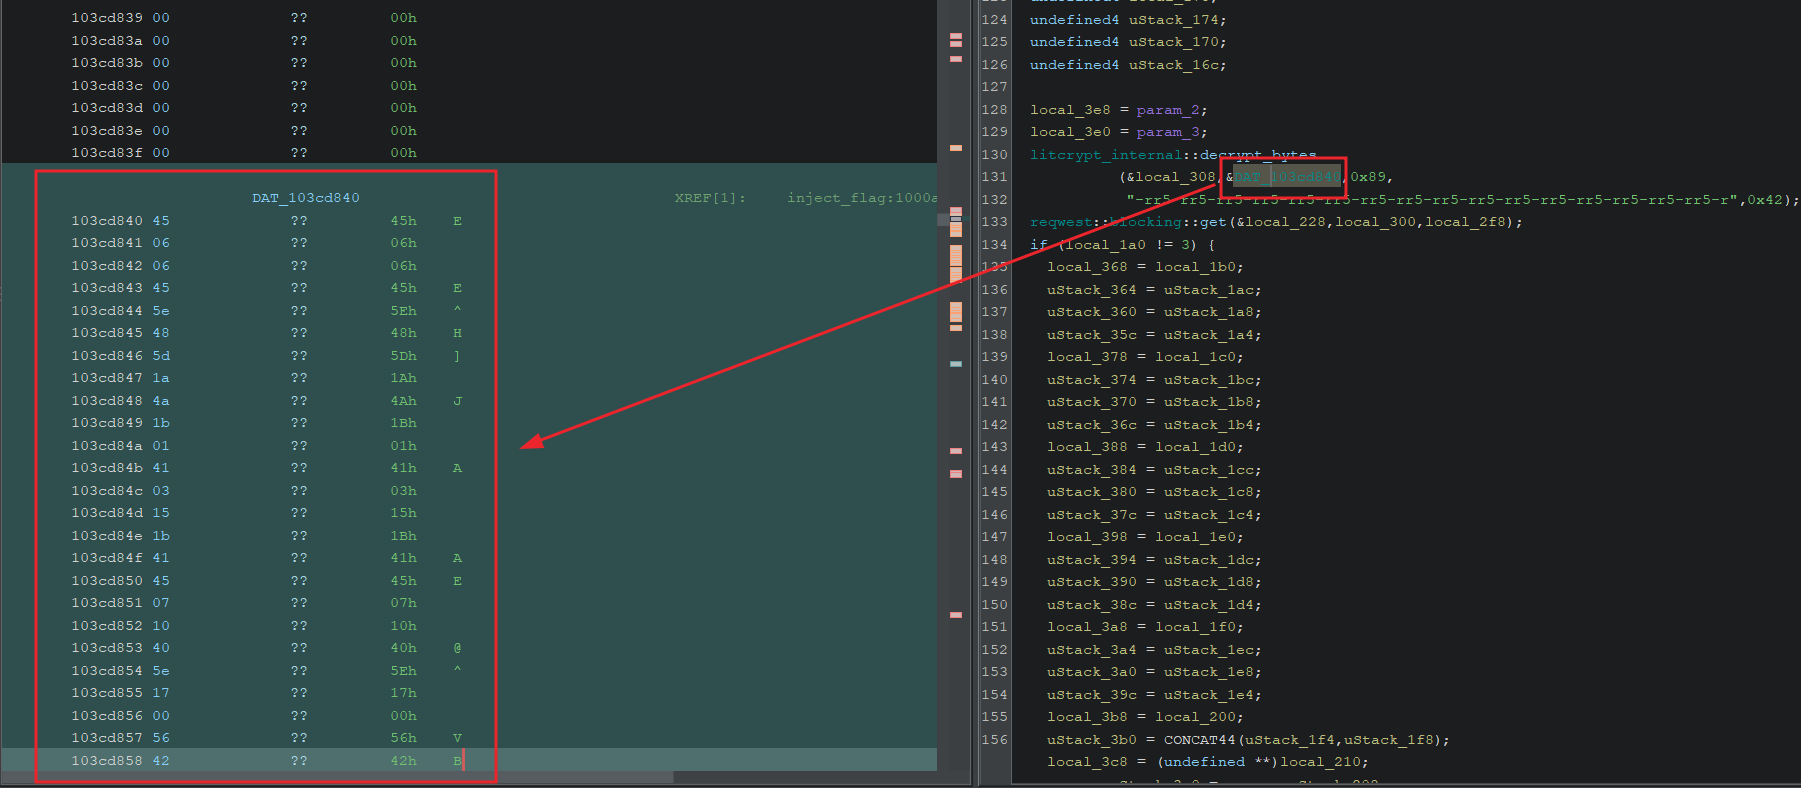 103cd839 00 ?? 00h
103cd83a 00 ?? 00h
103cd83b 00 ?? 00h
103cd83c 00 ?? 00h
103cd83d 00 ?? 00h
103cd83e 00 ?? 00h
103cd83f 00 ?? 00h
DAT_103cd840 XREF[1]: inject_flag:1000a
103cd840 45 ?? 45h E
103cd841 06 ?? 06h
103cd842 06 ?? 06h
103cd843 45 ?? 45h E
103cd844 5e ?? 5Eh ^
103cd845 48 ?? 48h H
103cd846 5d ?? 5Dh ]
103cd847 1a ?? 1Ah
103cd848 4a ?? 4Ah J
103cd849 1b ?? 1Bh
103cd84a 01 ?? 01h
103cd84b 41 ?? 41h A
103cd84c 03 ?? 03h
103cd84d 15 ?? 15h
103cd84e 1b ?? 1Bh
103cd84f 41 ?? 41h A
103cd850 45 ?? 45h E
103cd851 07 ?? 07h
103cd852 10 ?? 10h
103cd853 40 ?? 40h @
103cd854 5e ?? 5Eh ^
103cd855 17 ?? 17h
103cd856 00 ?? 00h
103cd857 56 ?? 56h V
103cd858 42 ?? 42h B
124 undefined4 uStack_174;
125 undefined4 uStack_170;
126 undefined4 uStack_16c;
127
128 local_3e8 = param_2;
129 local_3e0 = param_3;
130 litcrypt_internal::decrypt_bytes
131 (&local_308,&DAT_103cd840,0x89,
132 "-rr5-rr5-rr5-rr5-rr5-rr5-rr5-rr5-rr5-rr5-rr5-rr5-rr5-rr5-rr5-rr5-r",0x42);
133 reqwest::blocking::get(&local_228,local_300,local_2f8);
134 if (local_1a0 != 3) {
135 local_368 = local_1b0;
136 uStack_364 = uStack_1ac;
137 uStack_360 = uStack_1a8;
138 uStack_35c = uStack_1a4;
139 local_378 = local_1c0;
140 uStack_374 = uStack_1bc;
141 uStack_370 = uStack_1b8;
142 uStack_36c = uStack_1b4;
143 local_388 = local_1d0;
144 uStack_384 = uStack_1cc;
145 uStack_380 = uStack_1c8;
146 uStack_37c = uStack_1c4;
147 local_398 = local_1e0;
148 uStack_394 = uStack_1dc;
149 uStack_390 = uStack_1d8;
150 uStack_38c = uStack_1d4;
151 local_3a8 = local_1f0;
152 uStack_3a4 = uStack_1ec;
153 uStack_3a0 = uStack_1e8;
154 uStack_39c = uStack_1e4;
155 local_3b8 = local_200;
156 uStack_3b0 = CONCAT44(uStack_1f4,uStack_1f8);
local_3c8 = (undefined **)local_210;